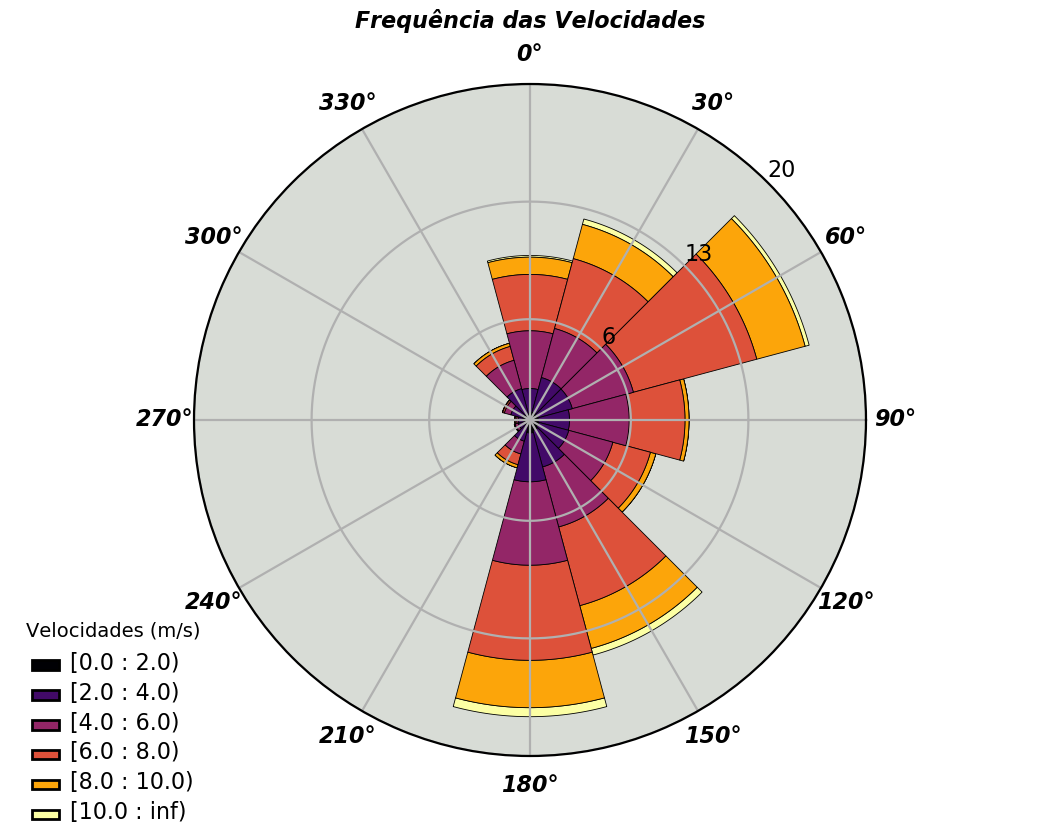 Frequência das Velocidades
0°
330°
30°
20
300°
60°
13
6
270°
90°
240°
120°
210°
150°
180°
Velocidades (m/s)
[0.0 : 2.0)
[2.0 : 4.0)
[4.0 : 6.0)
[6.0 : 8.0)
[8.0 : 10.0)
[10.0 : inf)